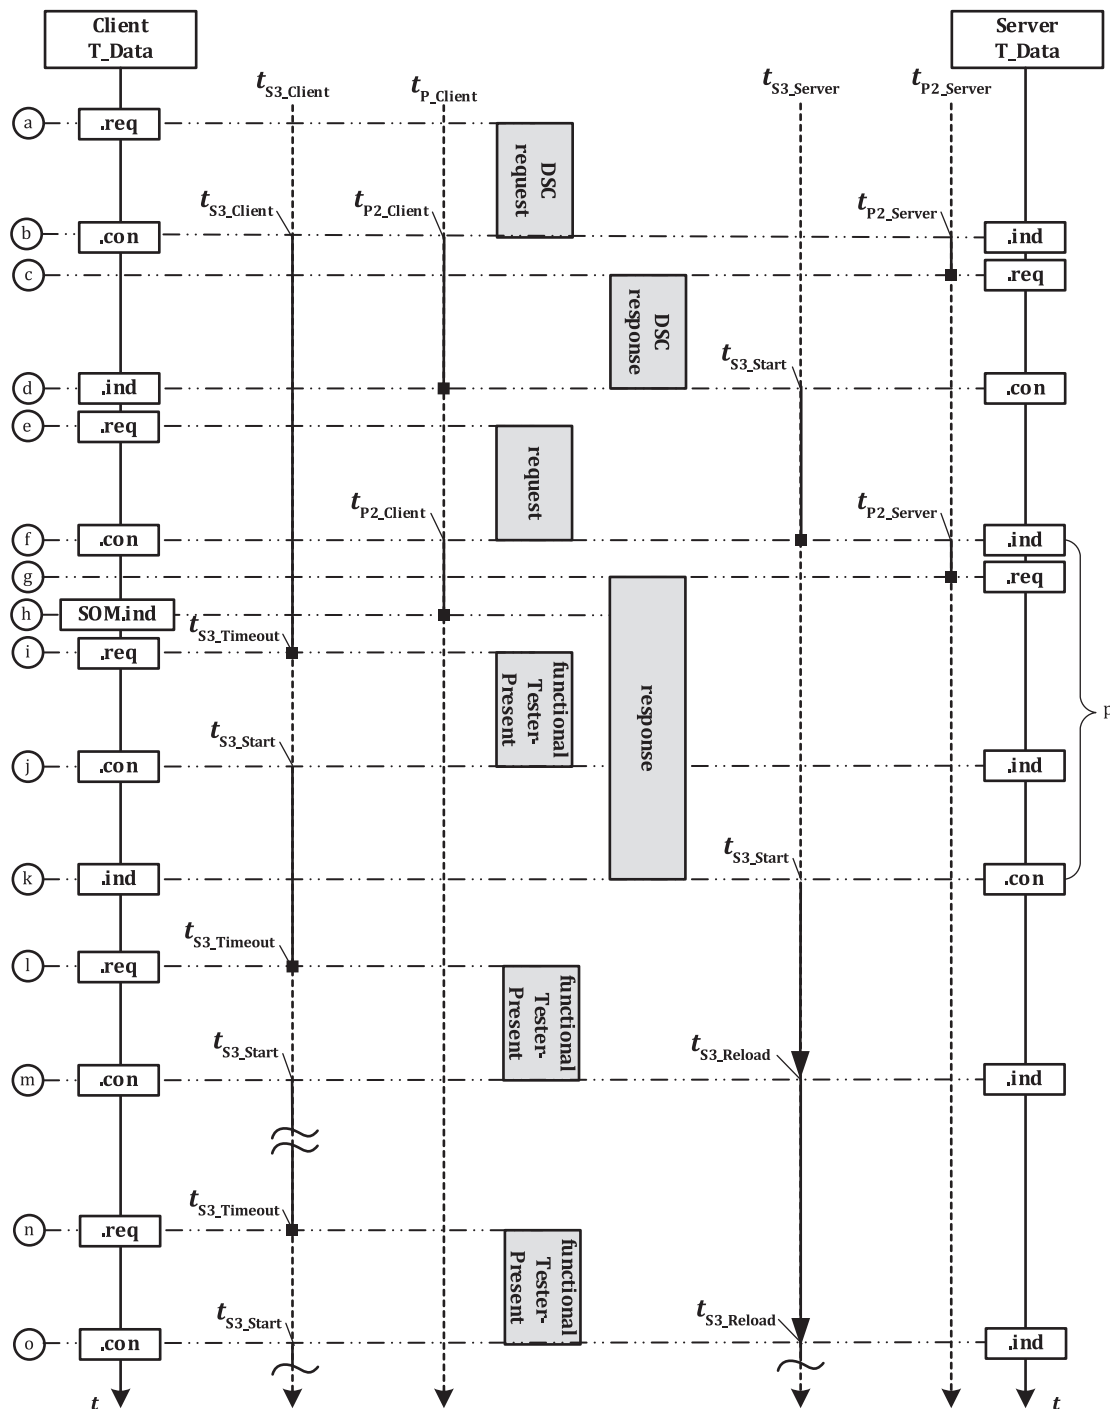 Client
T_Data
Server
T_Data
tS3_Client
tP_Client
tS3_Server
tP2_Server
a
.req
DSC
request
tS3_Client
tP2_Client
tP2_Server
b
.con
.ind
c
.req
DSC
response
tS3_Start
d
.ind
.con
e
.req
request
tP2_Client
tP2_Server
f
.con
.ind
g
.req
h
SOM.ind
tS3_Timeout
i
.req
functional
Tester-
Present
response
p
tS3_Start
j
.con
.ind
tS3_Start
k
.ind
.con
tS3_Timeout
l
.req
functional
Tester-
Present
tS3_Start
tS3_Reload
m
.con
.ind
tS3_Timeout
n
.req
functional
Tester-
Present
tS3_Start
tS3_Reload
o
.con
.ind
t
t